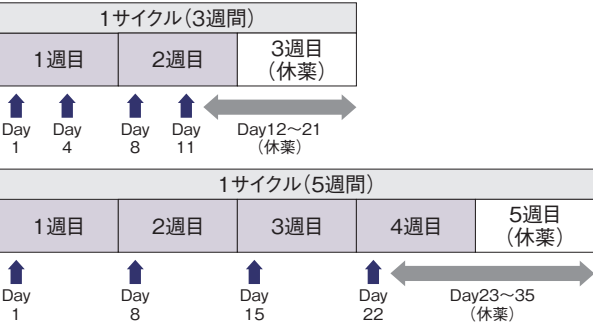 1サイクル（3週間）
1週目 2週目 3週目
（休薬）
Day Day Day Day Day12～21
1 4 8 11 （休薬）
1サイクル（5週間）
1週目 2週目 3週目 4週目 5週目
（休薬）
Day Day Day Day Day23～35
1 8 15 22 （休薬）